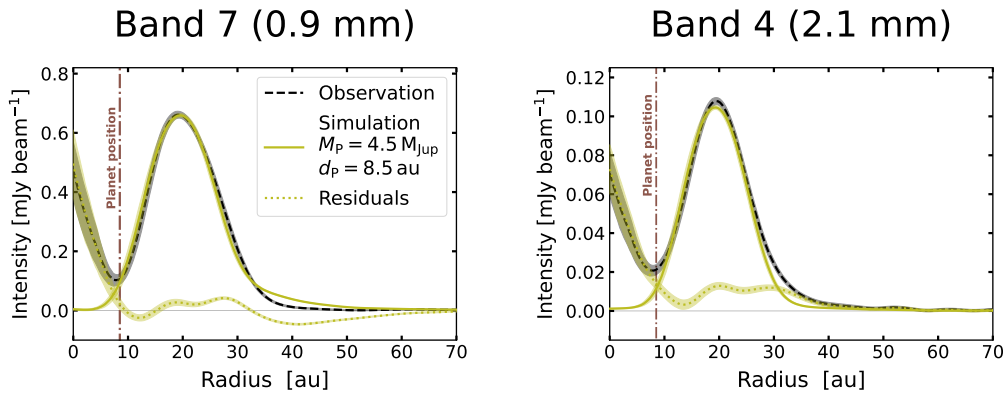 Band 7 (0.9 mm)
Band 4 (2.1 mm)
Intensity [mJy beam⁻¹]
0.8
0.6
0.4
0.2
0.0
Planet position
Observation
Simulation
M_P = 4.5 M_Jup
d_P = 8.5 au
Residuals
0 10 20 30 40 50 60 70
Radius [au]
Intensity [mJy beam⁻¹]
0.12
0.10
0.08
0.06
0.04
0.02
0.00
Planet position
0 10 20 30 40 50 60 70
Radius [au]